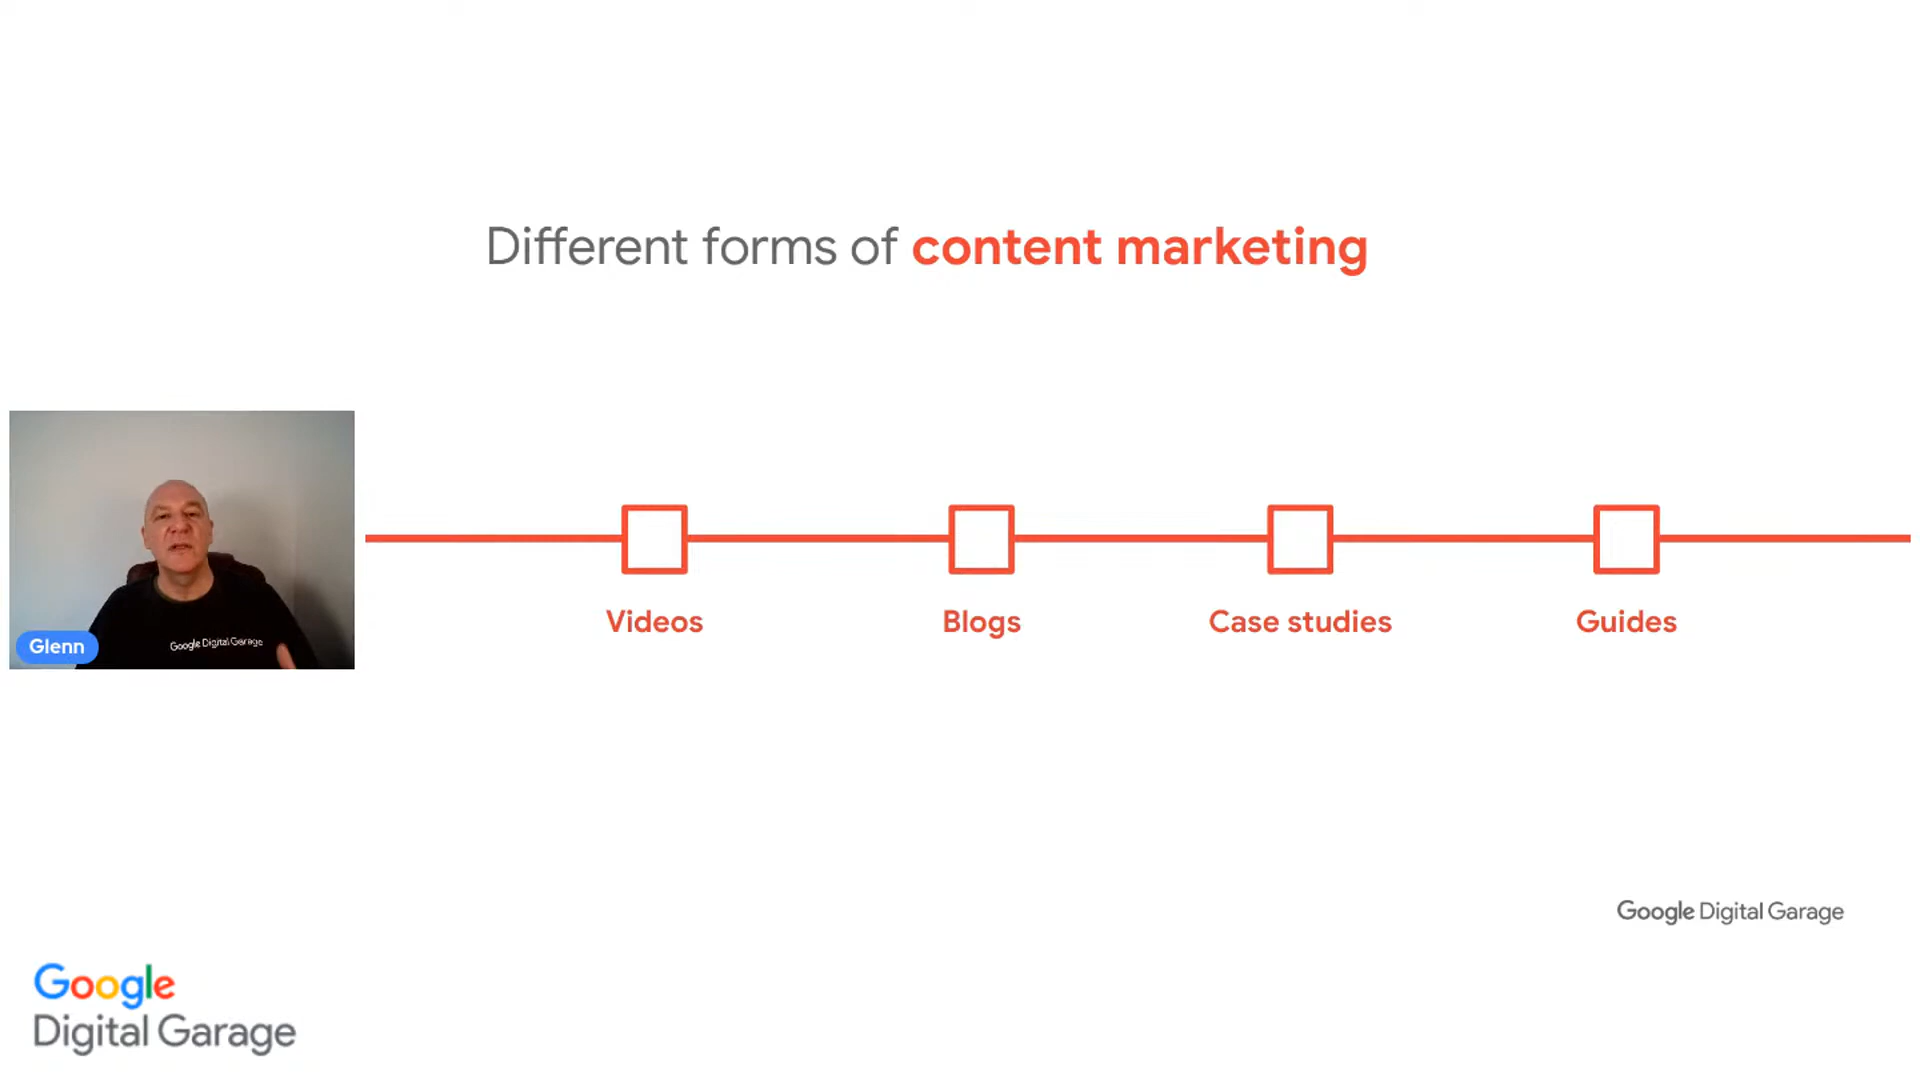 Different forms of content marketing
Google Digital Garage
Glenn
Videos
Blogs
Case studies
Guides
Google Digital Garage
Google
Digital Garage